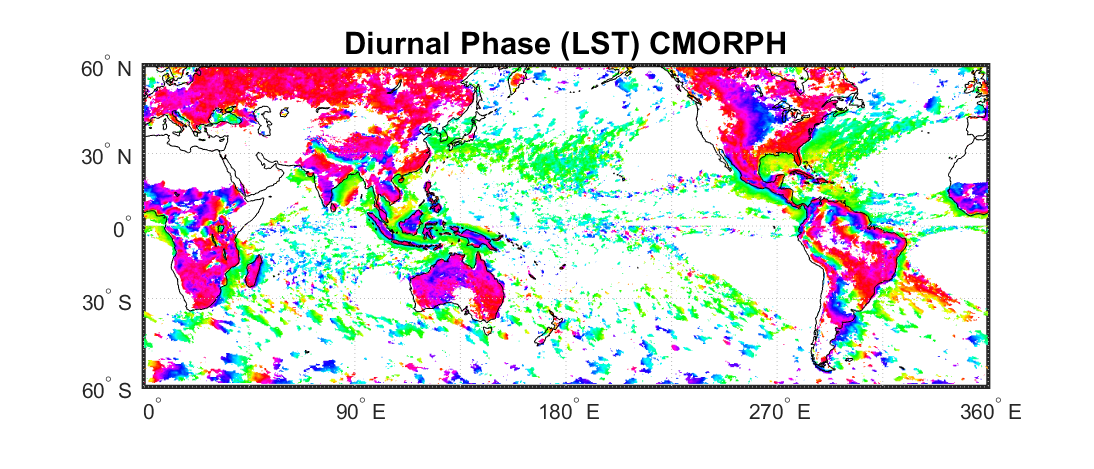 Diurnal Phase (LST) CMORPH
60° N
30° N
0°
30° S
60° S
0° 90° E 180° E 270° E 360° E